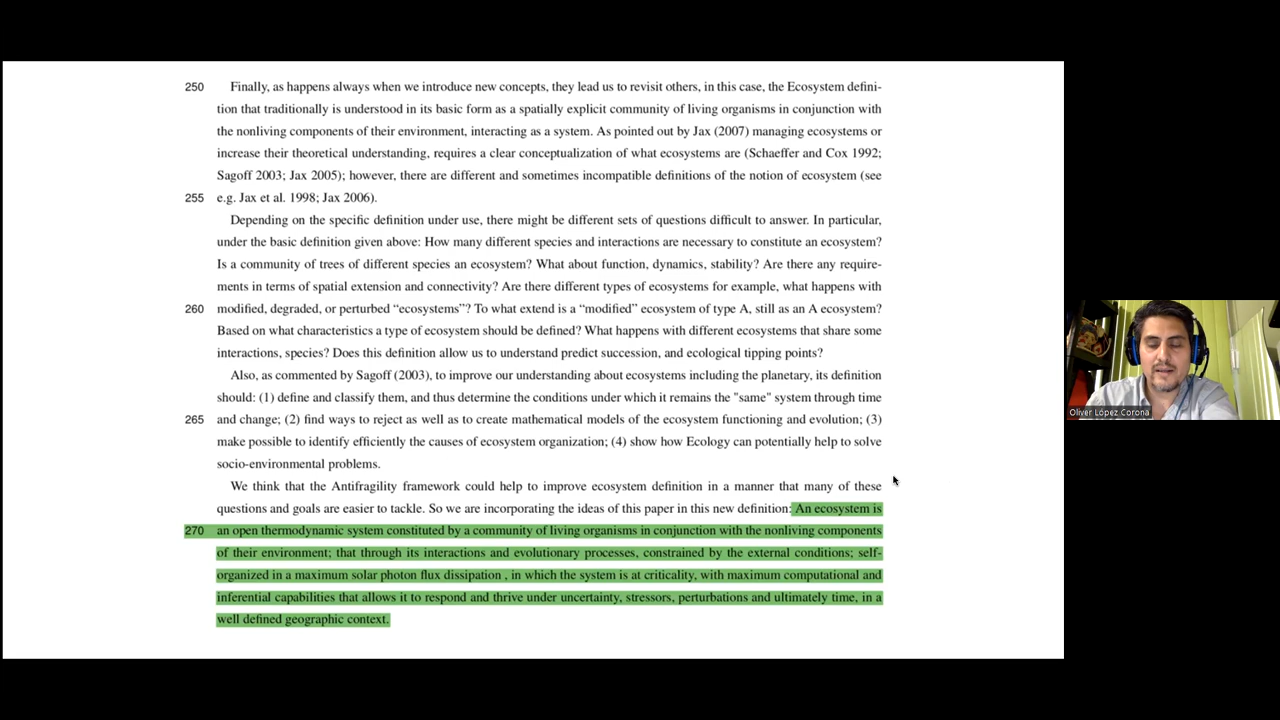 250 Finally, as happens always when we introduce new concepts, they lead us to revisit others, in this case, the Ecosystem defini-
tion that traditionally is understood in its basic form as a spatially explicit community of living organisms in conjunction with
the nonliving components of their environment, interacting as a system. As pointed out by Jax (2007) managing ecosystems or
increase their theoretical understanding, requires a clear conceptualization of what ecosystems are (Schaeffer and Cox 1992;
Sagoff 2003; Jax 2005); however, there are different and sometimes incompatible definitions of the notion of ecosystem (see
255 e.g. Jax et al. 1998; Jax 2006).
Depending on the specific definition under use, there might be different sets of questions difficult to answer. In particular,
under the basic definition given above: How many different species and interactions are necessary to constitute an ecosystem?
Is a community of trees of different species an ecosystem? What about function, dynamics, stability? Are there any require-
ments in terms of spatial extension and connectivity? Are there different types of ecosystems for example, what happens with
260 modified, degraded, or perturbed “ecosystems”? To what extend is a “modified” ecosystem of type A, still as an A ecosystem?
Based on what characteristics a type of ecosystem should be defined? What happens with different ecosystems that share some
interactions, species? Does this definition allow us to understand predict succession, and ecological tipping points?
Also, as commented by Sagoff (2003), to improve our understanding about ecosystems including the planetary, its definition
should: (1) define and classify them, and thus determine the conditions under which it remains the "same" system through time
265 and change; (2) find ways to reject as well as to create mathematical models of the ecosystem functioning and evolution; (3)
make possible to identify efficiently the causes of ecosystem organization; (4) show how Ecology can potentially help to solve
socio-environmental problems.
We think that the Antifragility framework could help to improve ecosystem definition in a manner that many of these
questions and goals are easier to tackle. So we are incorporating the ideas of this paper in this new definition: An ecosystem is
270 an open thermodynamic system constituted by a community of living organisms in conjunction with the nonliving components
of their environment; that through its interactions and evolutionary processes, constrained by the external conditions; self-
organized in a maximum solar photon flux dissipation , in which the system is at criticality, with maximum computational and
inferential capabilities that allows it to respond and thrive under uncertainty, stressors, perturbations and ultimately time, in a
well defined geographic context.
Oliver López Corona